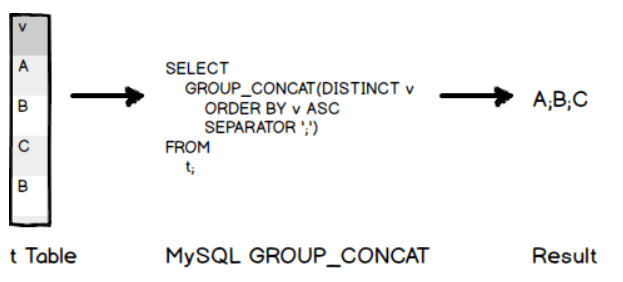 v
A
B
C
B
SELECT
GROUP_CONCAT(DISTINCT v
ORDER BY v ASC
SEPARATOR ';')
FROM
t;
A;B;C
t Table
MySQL GROUP_CONCAT
Result